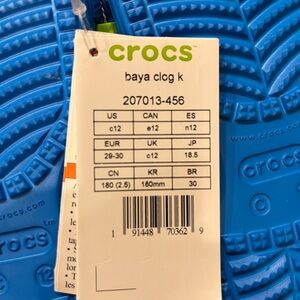 crocs
baya clog k
207013-456
US CAN ES
c12 e12 n12
EUR UK JP
29-30 c12 18.5
CN KR BR
180 (2.5) 180mm 30
1 91448 70362 9
crocs
crocs.com